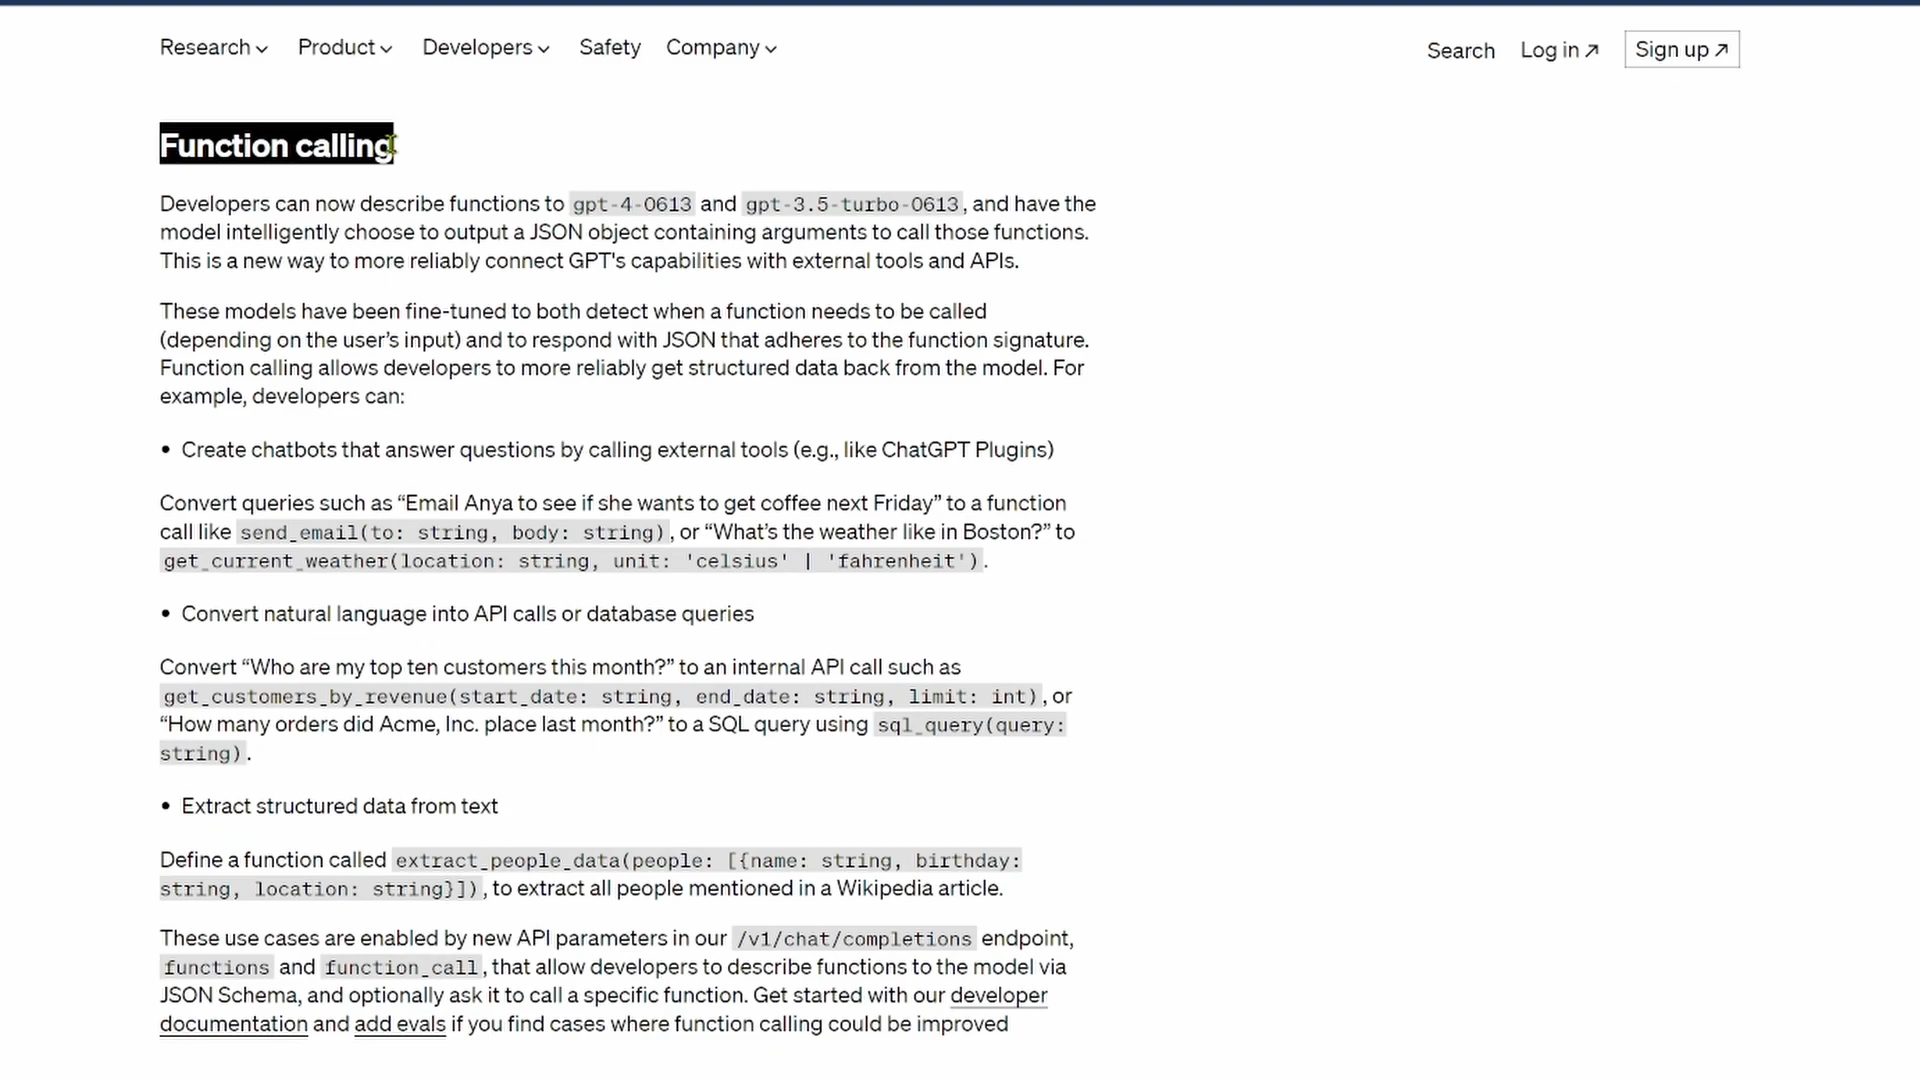 Research Product Developers Safety Company Search Log in ↗ Sign up ↗
Function calling
Developers can now describe functions to gpt-4-0613 and gpt-3.5-turbo-0613, and have the
model intelligently choose to output a JSON object containing arguments to call those functions.
This is a new way to more reliably connect GPT's capabilities with external tools and APIs.
These models have been fine-tuned to both detect when a function needs to be called
(depending on the user’s input) and to respond with JSON that adheres to the function signature.
Function calling allows developers to more reliably get structured data back from the model. For
example, developers can:
• Create chatbots that answer questions by calling external tools (e.g., like ChatGPT Plugins)
Convert queries such as “Email Anya to see if she wants to get coffee next Friday” to a function
call like send_email(to: string, body: string), or “What’s the weather like in Boston?” to
get_current_weather(location: string, unit: 'celsius' | 'fahrenheit').
• Convert natural language into API calls or database queries
Convert “Who are my top ten customers this month?” to an internal API call such as
get_customers_by_revenue(start_date: string, end_date: string, limit: int), or
“How many orders did Acme, Inc. place last month?” to a SQL query using sql_query(query:
string).
• Extract structured data from text
Define a function called extract_people_data(people: [{name: string, birthday:
string, location: string}]), to extract all people mentioned in a Wikipedia article.
These use cases are enabled by new API parameters in our /v1/chat/completions endpoint,
functions and function_call, that allow developers to describe functions to the model via
JSON Schema, and optionally ask it to call a specific function. Get started with our developer
documentation and add evals if you find cases where function calling could be improved